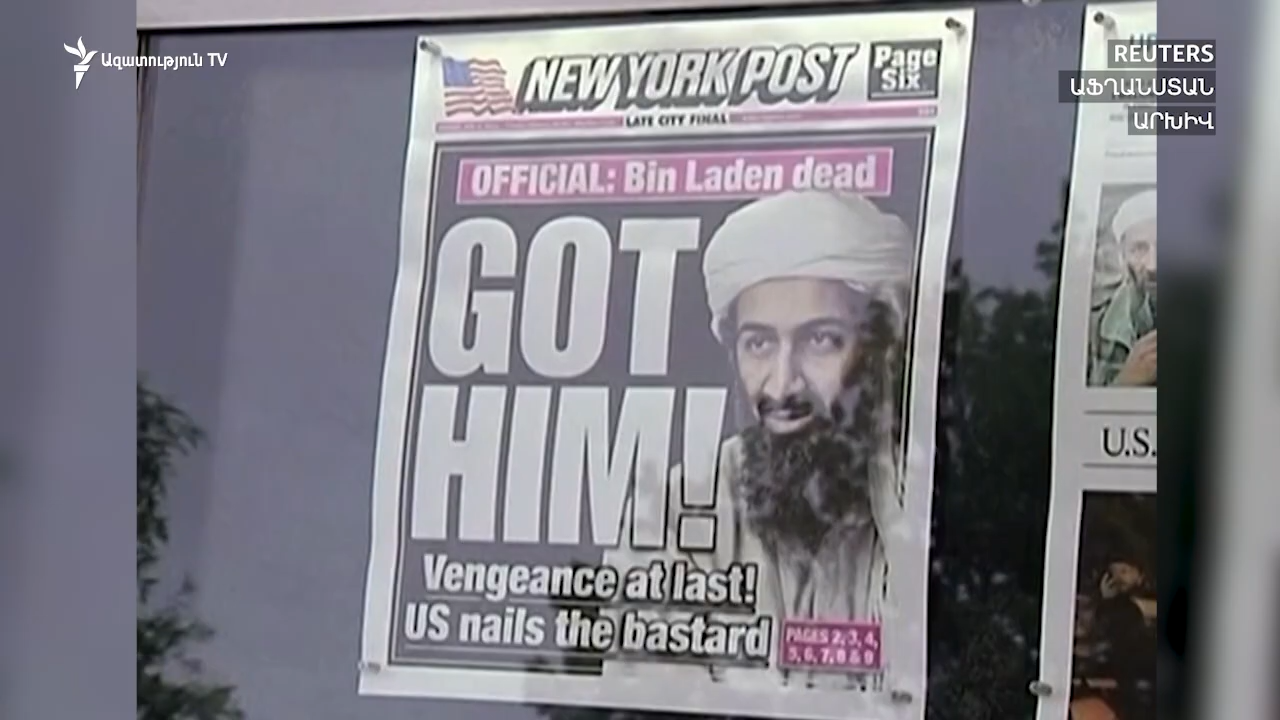 Ազատություն TV
REUTERS
ԱՖՂԱՆՍՏԱՆ
ԱՐԽԻՎ
NEW YORK POST
Page
Six
LATE CITY FINAL
OFFICIAL: Bin Laden dead
GOT
HIM!
Vengeance at last!
US nails the bastard
PAGES 2, 3, 4,
5, 6, 7, 8 & 9
U.S.